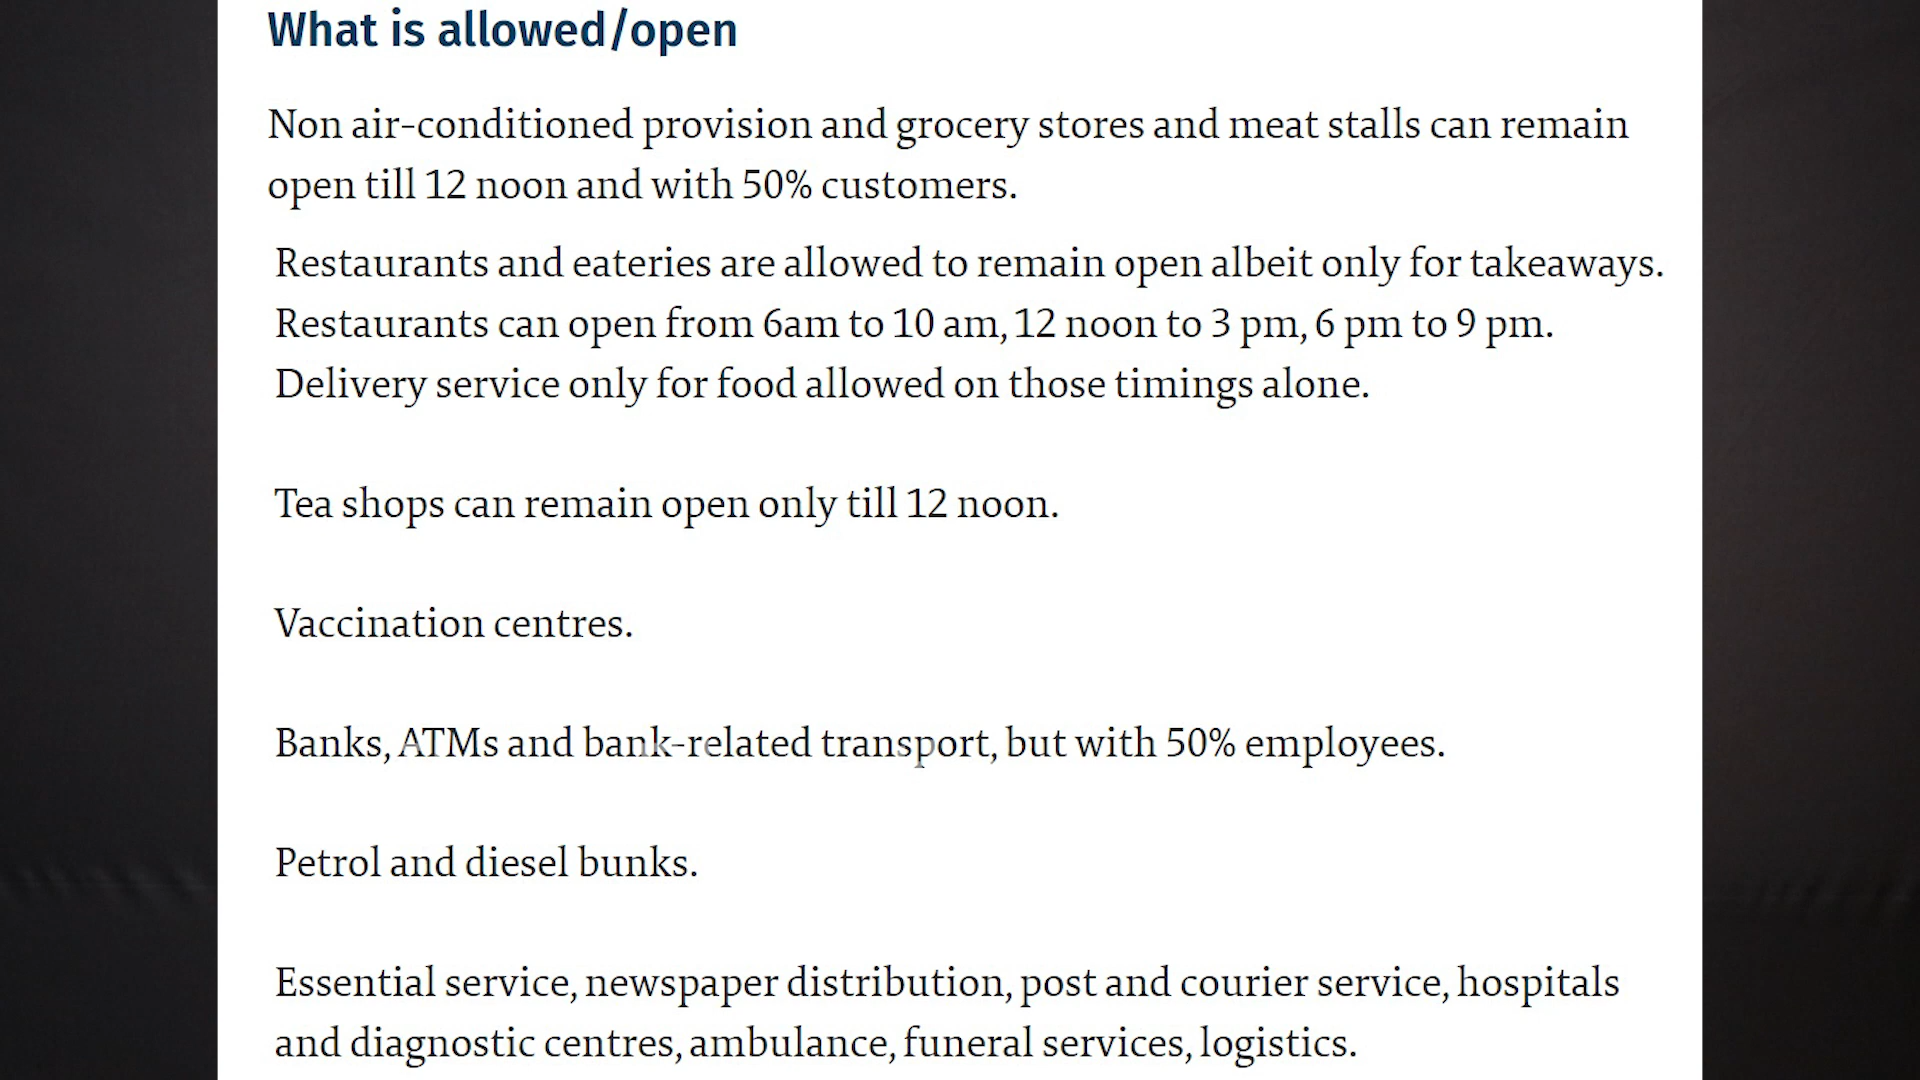 What is allowed/open
Non air-conditioned provision and grocery stores and meat stalls can remain
open till 12 noon and with 50% customers.
Restaurants and eateries are allowed to remain open albeit only for takeaways.
Restaurants can open from 6am to 10 am, 12 noon to 3 pm, 6 pm to 9 pm.
Delivery service only for food allowed on those timings alone.
Tea shops can remain open only till 12 noon.
Vaccination centres.
Banks, ATMs and bank-related transport, but with 50% employees.
Petrol and diesel bunks.
Essential service, newspaper distribution, post and courier service, hospitals
and diagnostic centres, ambulance, funeral services, logistics.